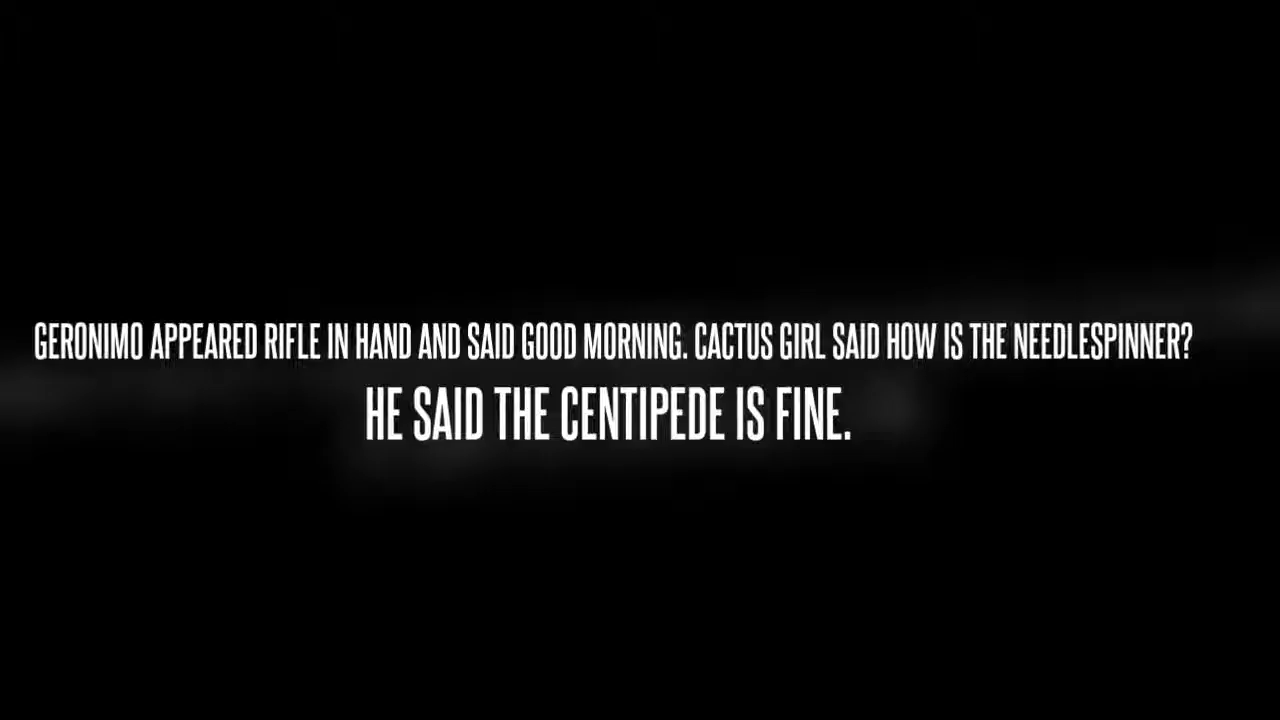 GERONIMO APPEARED RIFLE IN HAND AND SAID GOOD MORNING. CACTUS GIRL SAID HOW IS THE NEEDLESPINNER?
HE SAID THE CENTIPEDE IS FINE.